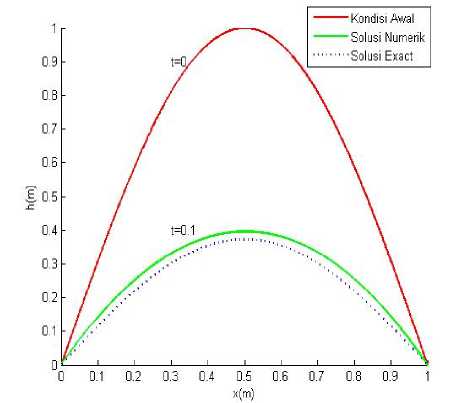 Kondisi Awal
Solusi Numerik
Solusi Exact
1
0.9
0.8
0.7
0.6
0.5
0.4
0.3
0.2
0.1
0
h(m)
t=0
t=0.1
0 0.1 0.2 0.3 0.4 0.5 0.6 0.7 0.8 0.9 1
x(m)